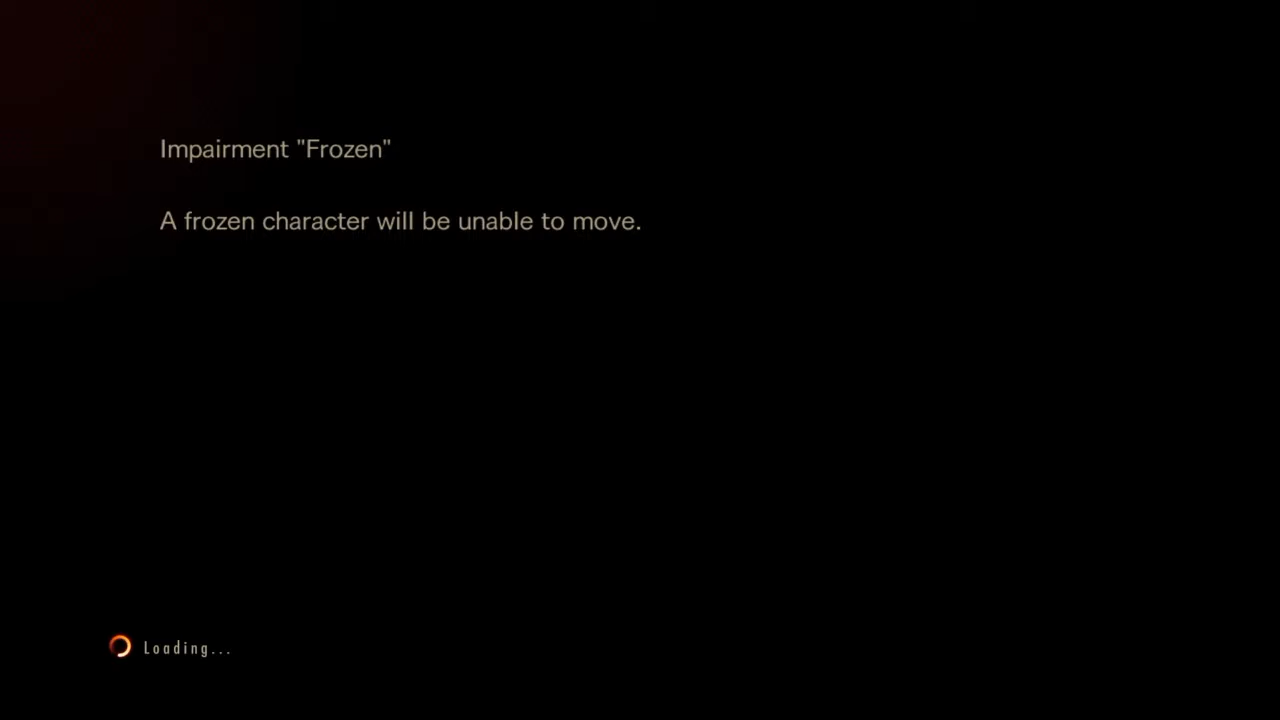 Impairment "Frozen"
A frozen character will be unable to move.
Loading...